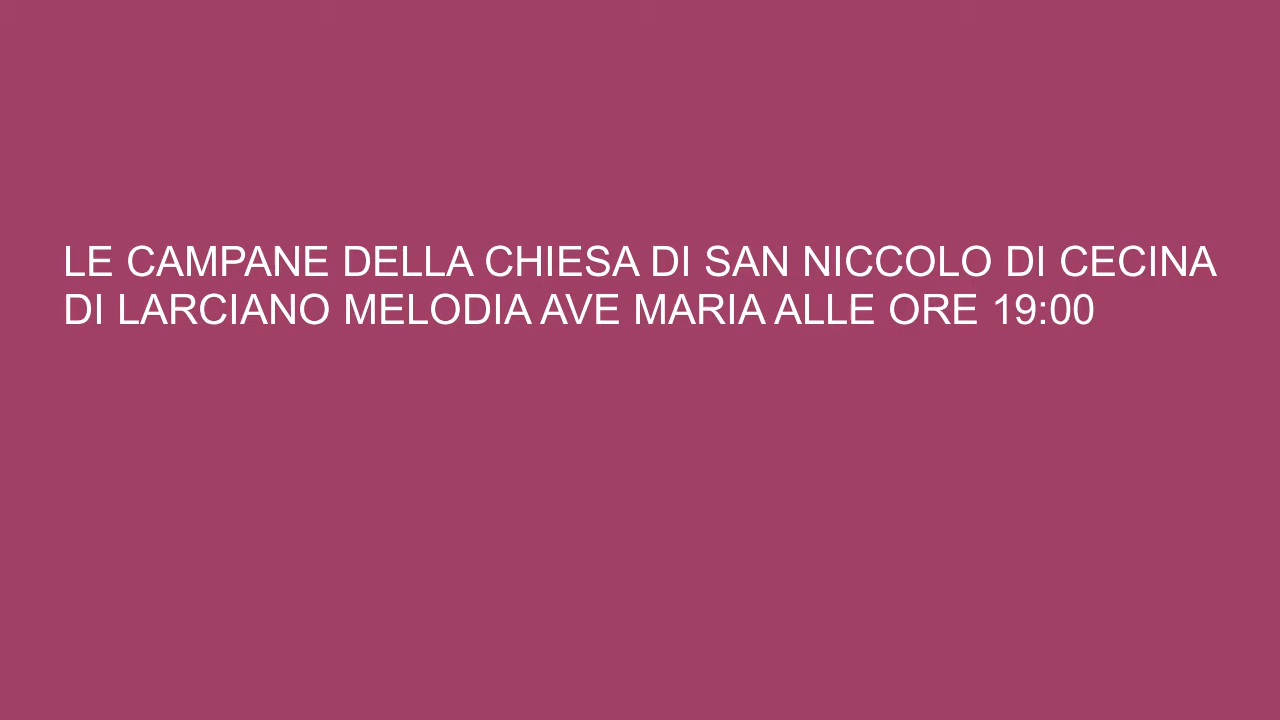 LE CAMPANE DELLA CHIESA DI SAN NICCOLO DI CECINA
DI LARCIANO MELODIA AVE MARIA ALLE ORE 19:00